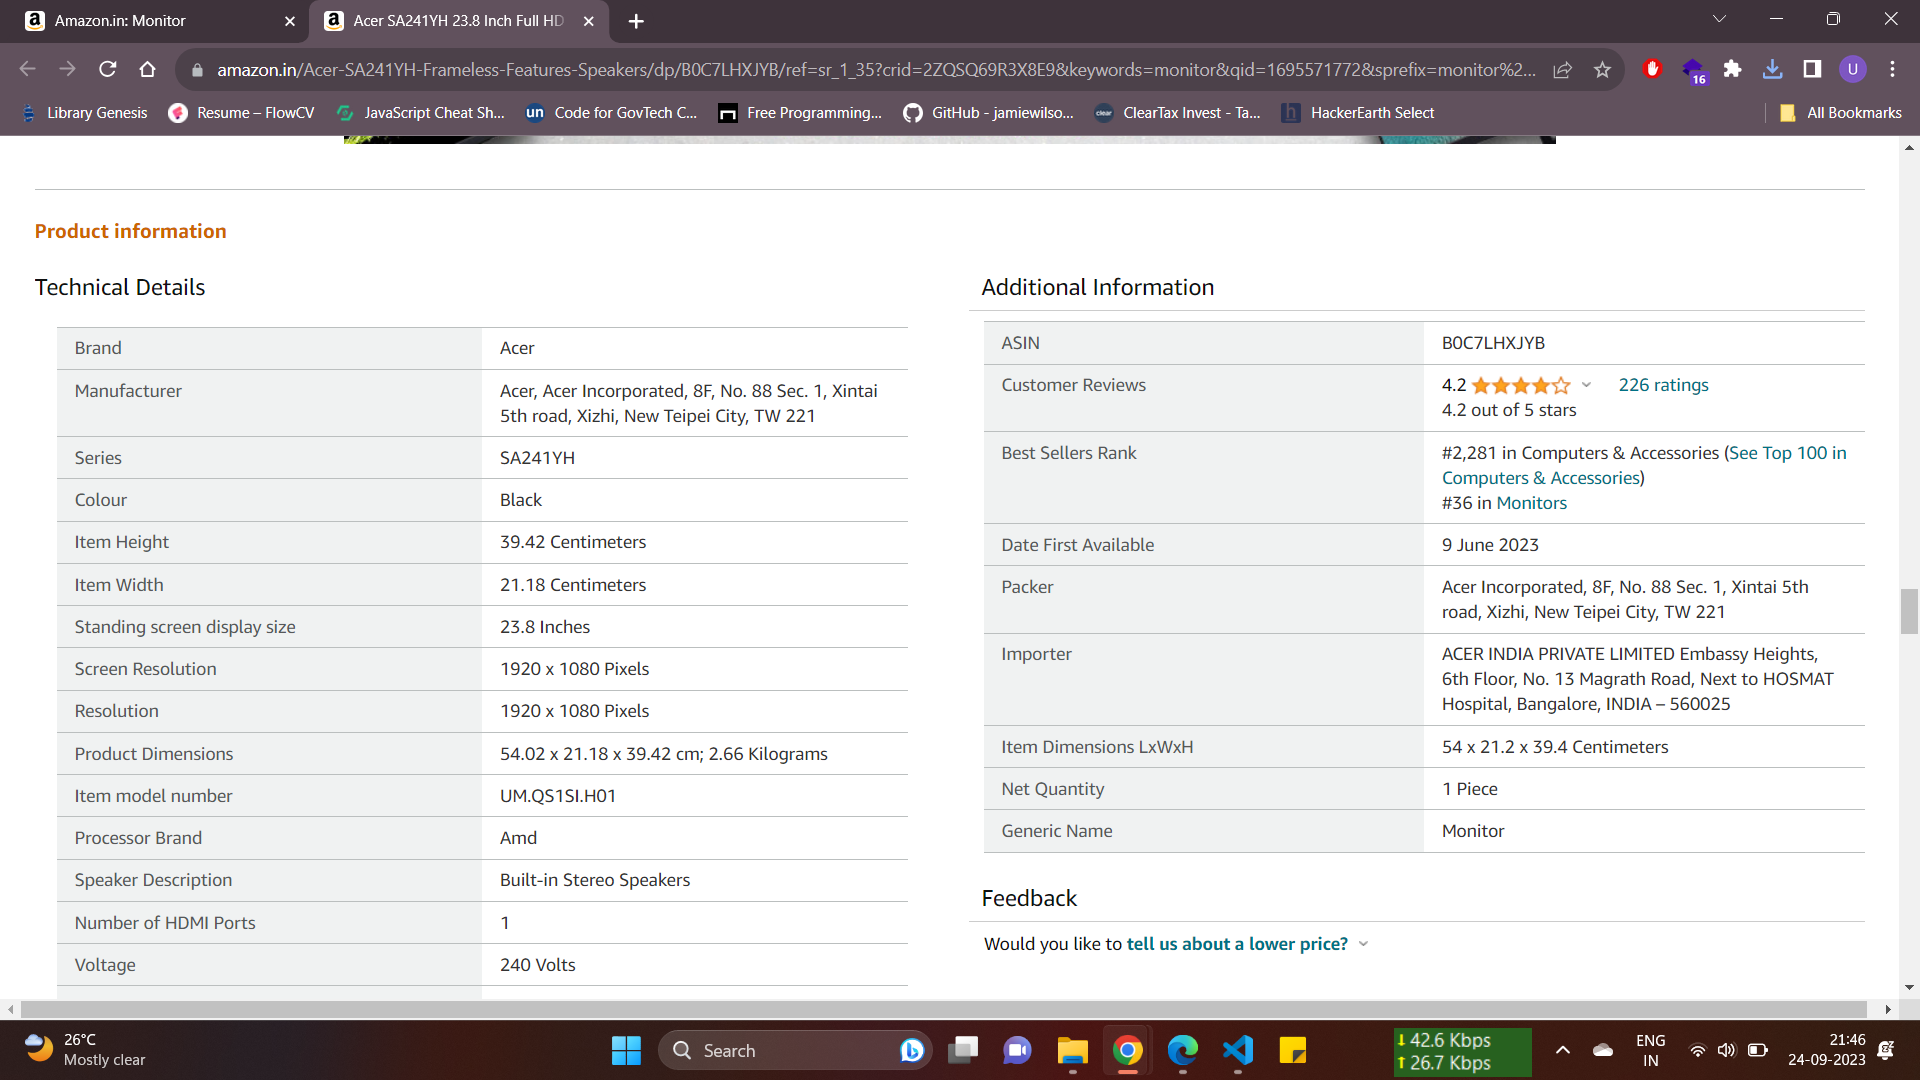 Amazon.in: Monitor
Acer SA241YH 23.8 Inch Full HD
amazon.in/Acer-SA241YH-Frameless-Features-Speakers/dp/B0C7LHXJYB/ref=sr_1_35?crid=2ZQSQ69R3X8E9&keywords=monitor&qid=1695571772&sprefix=monitor%2...
16
U
Library Genesis
Resume – FlowCV
JavaScript Cheat Sh...
un
Code for GovTech C...
Free Programming...
GitHub - jamiewilso...
clear
ClearTax Invest - Ta...
h
HackerEarth Select
All Bookmarks
Product information
Technical Details
Brand Acer
Manufacturer Acer, Acer Incorporated, 8F, No. 88 Sec. 1, Xintai
5th road, Xizhi, New Teipei City, TW 221
Series SA241YH
Colour Black
Item Height 39.42 Centimeters
Item Width 21.18 Centimeters
Standing screen display size 23.8 Inches
Screen Resolution 1920 x 1080 Pixels
Resolution 1920 x 1080 Pixels
Product Dimensions 54.02 x 21.18 x 39.42 cm; 2.66 Kilograms
Item model number UM.QS1SI.H01
Processor Brand Amd
Speaker Description Built-in Stereo Speakers
Number of HDMI Ports 1
Voltage 240 Volts
Additional Information
ASIN B0C7LHXJYB
Customer Reviews 4.2 226 ratings
4.2 out of 5 stars
Best Sellers Rank #2,281 in Computers & Accessories (See Top 100 in
Computers & Accessories)
#36 in Monitors
Date First Available 9 June 2023
Packer Acer Incorporated, 8F, No. 88 Sec. 1, Xintai 5th
road, Xizhi, New Teipei City, TW 221
Importer ACER INDIA PRIVATE LIMITED Embassy Heights,
6th Floor, No. 13 Magrath Road, Next to HOSMAT
Hospital, Bangalore, INDIA – 560025
Item Dimensions LxWxH 54 x 21.2 x 39.4 Centimeters
Net Quantity 1 Piece
Generic Name Monitor
Feedback
Would you like to tell us about a lower price?
26°C
Mostly clear
Search
42.6 Kbps
26.7 Kbps
ENG
IN
21:46
24-09-2023